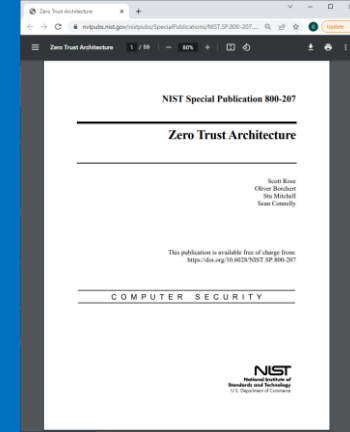 Zero Trust Architecture
nvlpubs.nist.gov/nistpubs/SpecialPublications/NIST.SP.800-207...
Update
Zero Trust Architecture 1 / 59 80%
NIST Special Publication 800-207
Zero Trust Architecture
Scott Rose
Oliver Borchert
Stu Mitchell
Sean Connelly
This publication is available free of charge from:
https://doi.org/10.6028/NIST.SP.800-207
COMPUTER SECURITY
NIST
National Institute of
Standards and Technology
U.S. Department of Commerce